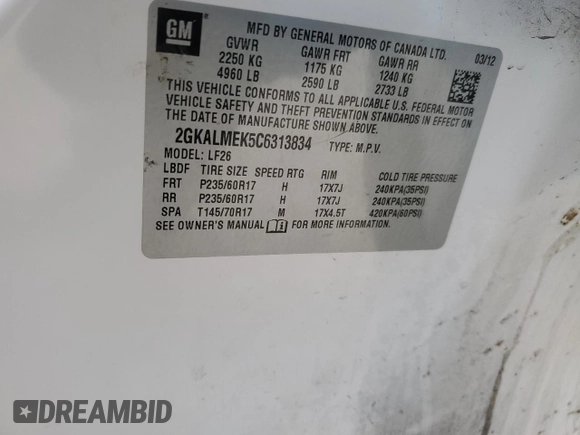 GM
MFD BY GENERAL MOTORS OF CANADA LTD.
03/12
GVWR GAWR FRT GAWR RR
2250 KG 1175 KG 1240 KG
4960 LB 2590 LB 2733 LB
THIS VEHICLE CONFORMS TO ALL APPLICABLE U.S. FEDERAL MOTOR
VEHICLE SAFETY AND THEFT PREVENTION STANDARDS IN EFFECT ON
THE DATE OF MANUFACTURE SHOWN ABOVE.
2GKALMEK5C6313834 TYPE: M.P.V.
MODEL: LF26
LBDF TIRE SIZE SPEED RTG RIM COLD TIRE PRESSURE
FRT P235/60R17 H 17X7J 240KPA(35PSI)
RR P235/60R17 H 17X7J 240KPA(35PSI)
SPA T145/70R17 M 17X4.5T 420KPA(60PSI)
SEE OWNER'S MANUAL FOR MORE INFORMATION.
DREAMBID